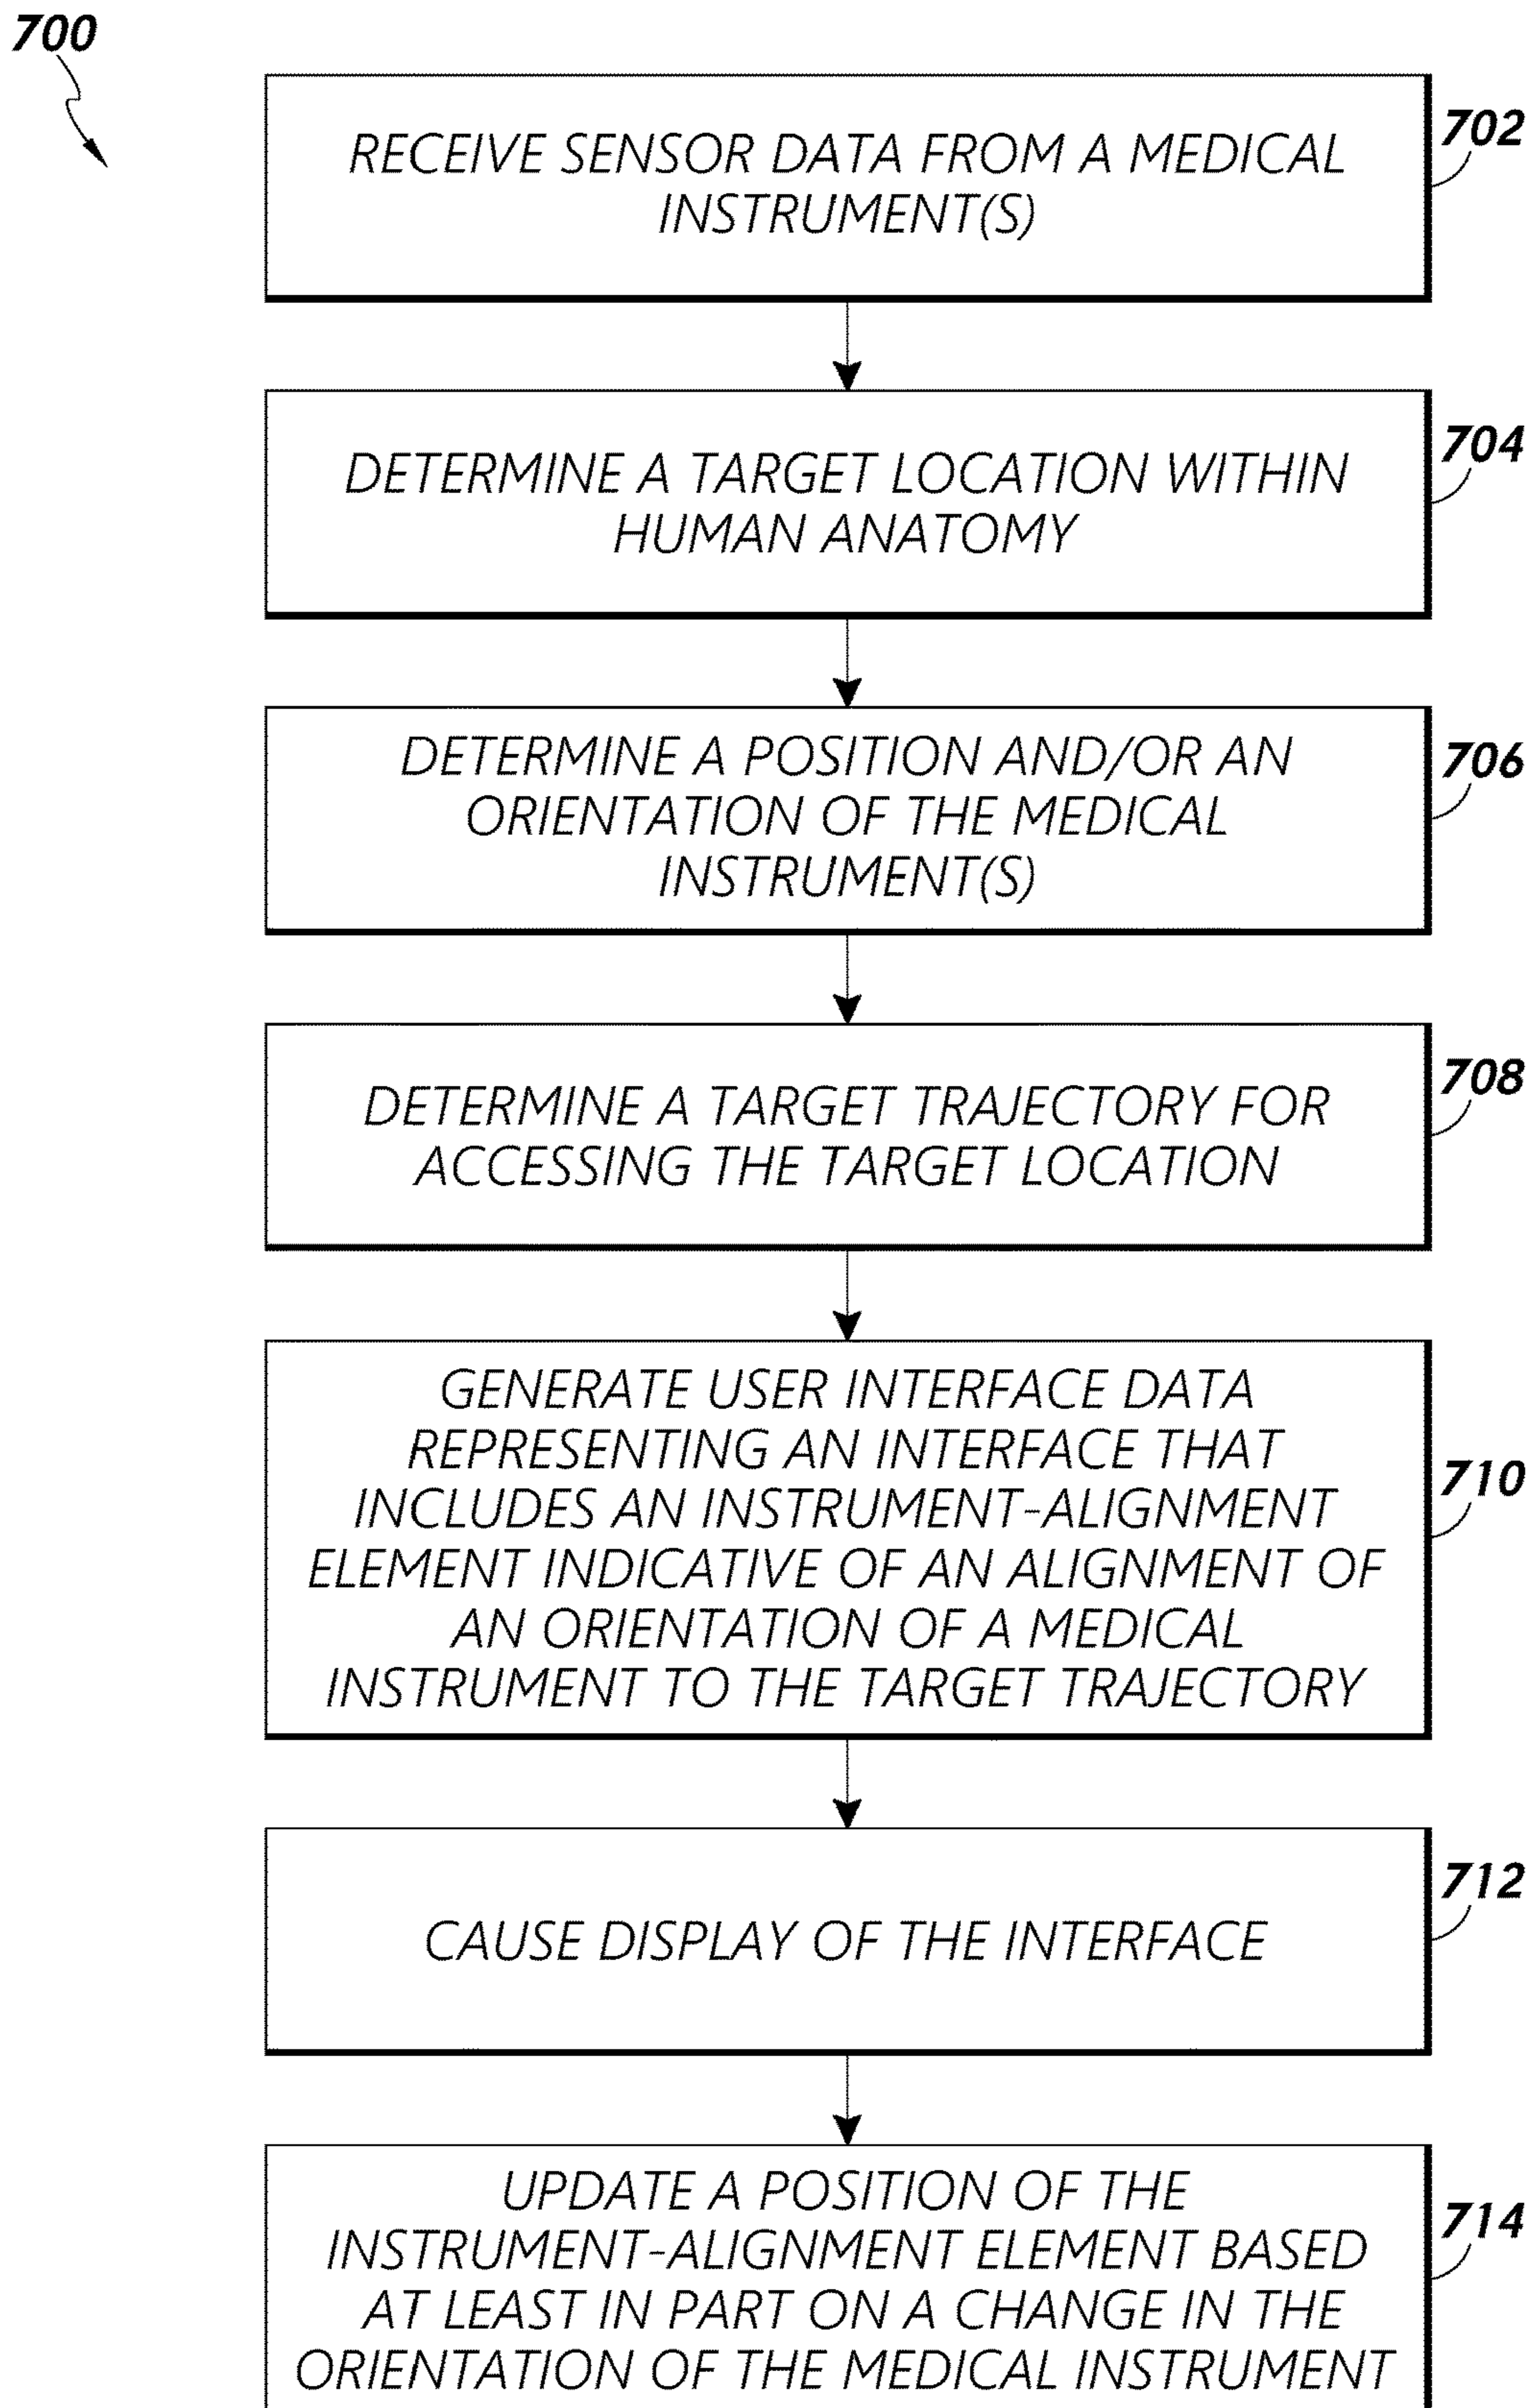 700
RECEIVE SENSOR DATA FROM A MEDICAL
INSTRUMENT(S)
702
DETERMINE A TARGET LOCATION WITHIN
HUMAN ANATOMY
704
DETERMINE A POSITION AND/OR AN
ORIENTATION OF THE MEDICAL
INSTRUMENT(S)
706
DETERMINE A TARGET TRAJECTORY FOR
ACCESSING THE TARGET LOCATION
708
GENERATE USER INTERFACE DATA
REPRESENTING AN INTERFACE THAT
INCLUDES AN INSTRUMENT-ALIGNMENT
ELEMENT INDICATIVE OF AN ALIGNMENT OF
AN ORIENTATION OF A MEDICAL
INSTRUMENT TO THE TARGET TRAJECTORY
710
CAUSE DISPLAY OF THE INTERFACE
712
UPDATE A POSITION OF THE
INSTRUMENT-ALIGNMENT ELEMENT BASED
AT LEAST IN PART ON A CHANGE IN THE
ORIENTATION OF THE MEDICAL INSTRUMENT
714